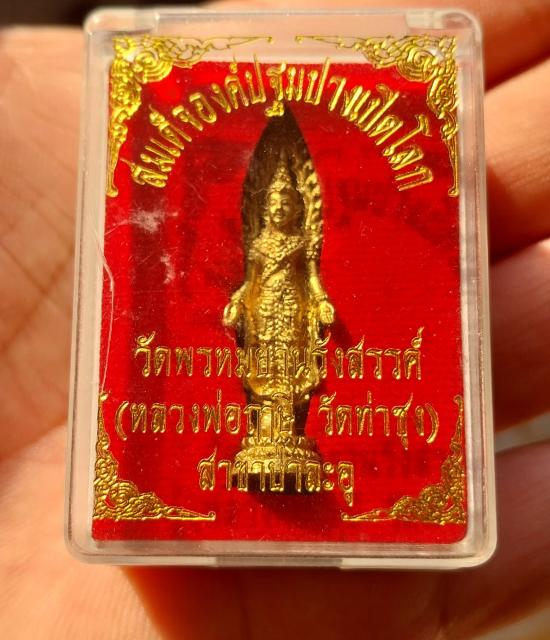 สมเด็จองค์ปฐมปางเปิดโลก
วัดพรหมยานรังสรรค์
(หลวงพ่อฤาษี วัดท่าซุง)
สาขาป่าละอู